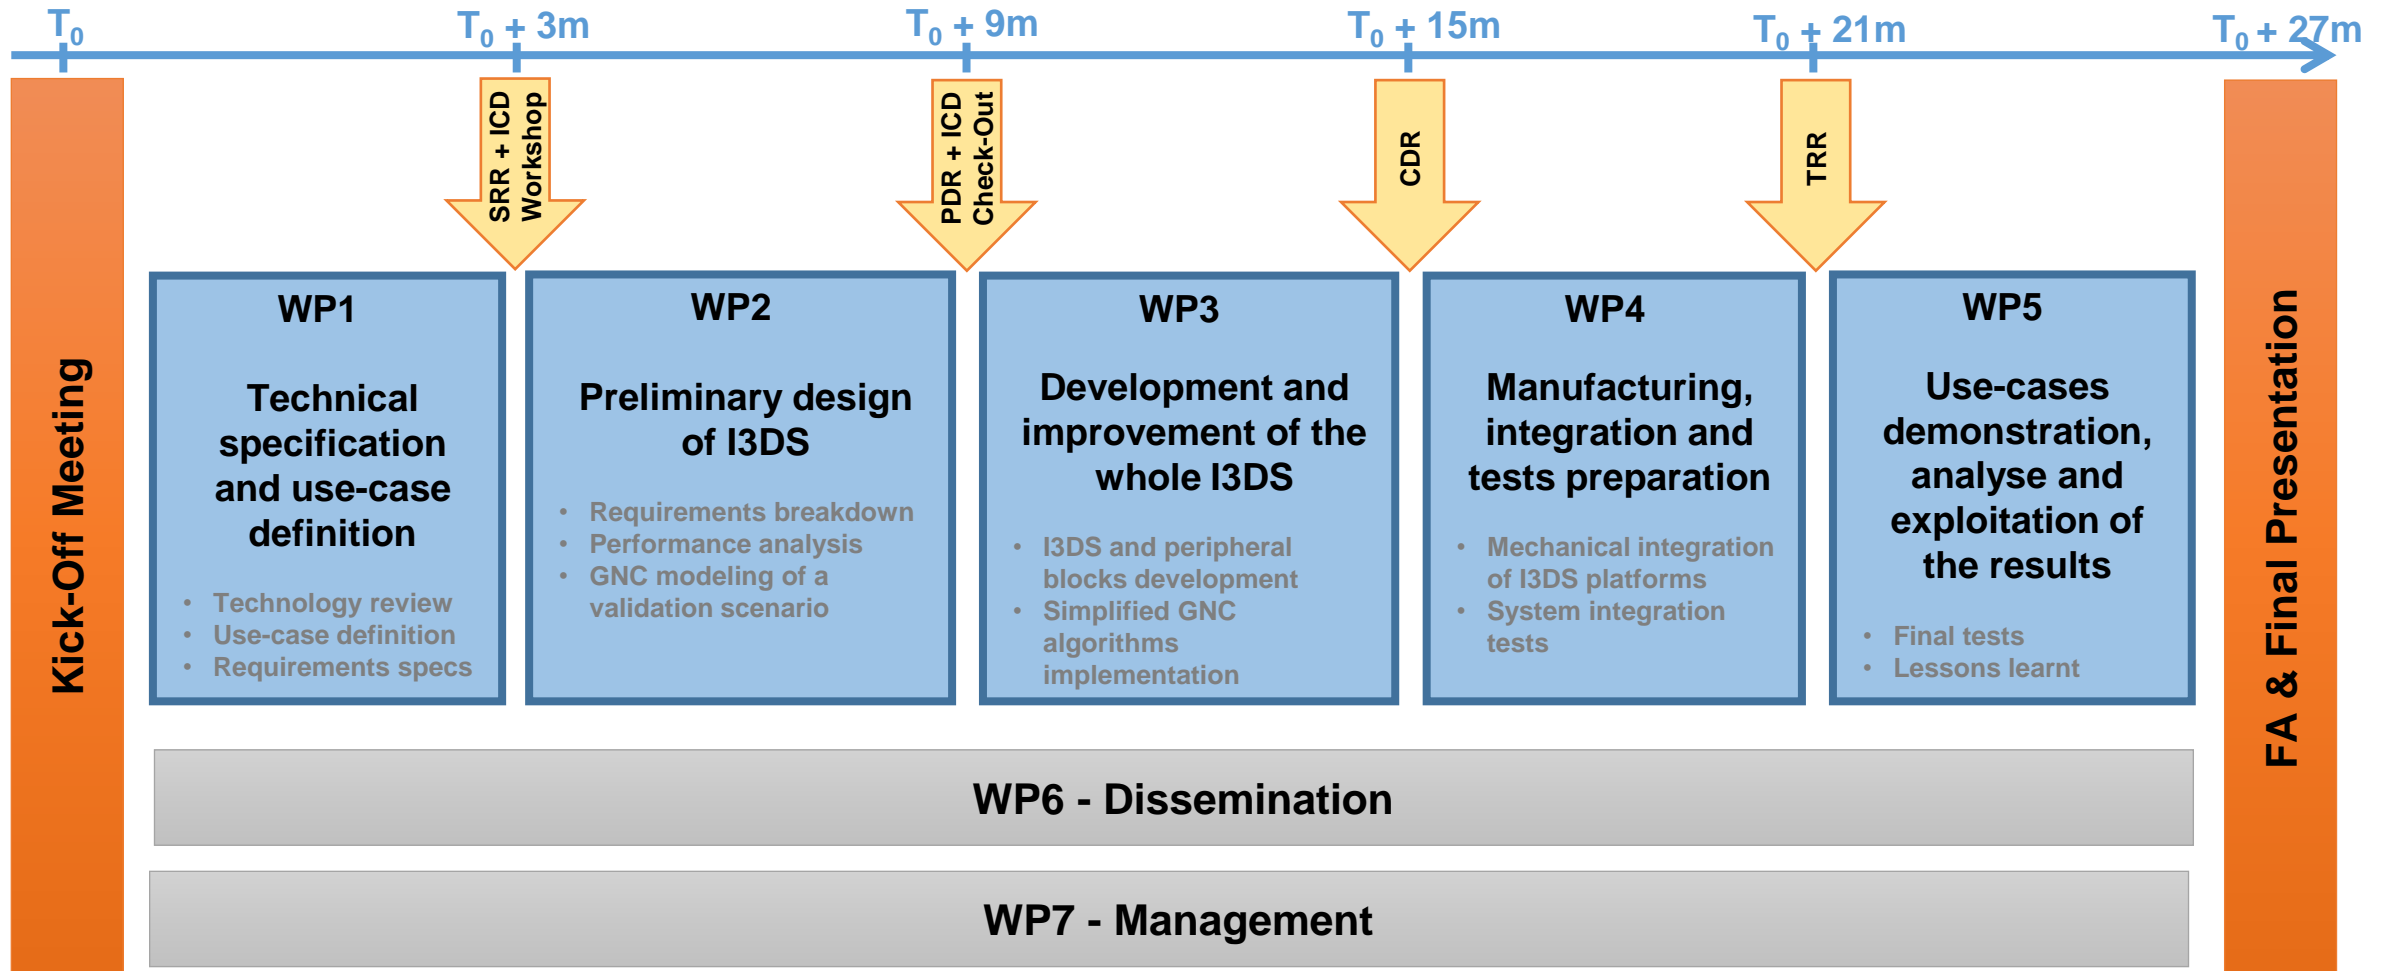 T0
T0 + 3m
T0 + 9m
T0 + 15m
T0 + 21m
T0 + 27m
SRR + ICD
Workshop
PDR + ICD
Check-Out
CDR
TRR
Kick-Off Meeting
WP1
Technical
specification
and use-case
definition
• Technology review
• Use-case definition
• Requirements specs
WP2
Preliminary design
of I3DS
• Requirements breakdown
• Performance analysis
• GNC modeling of a
validation scenario
WP3
Development and
improvement of the
whole I3DS
• I3DS and peripheral
blocks development
• Simplified GNC
algorithms
implementation
WP4
Manufacturing,
integration and
tests preparation
• Mechanical integration
of I3DS platforms
• System integration
tests
WP5
Use-cases
demonstration,
analyse and
exploitation of
the results
• Final tests
• Lessons learnt
FA & Final Presentation
WP6 - Dissemination
WP7 - Management